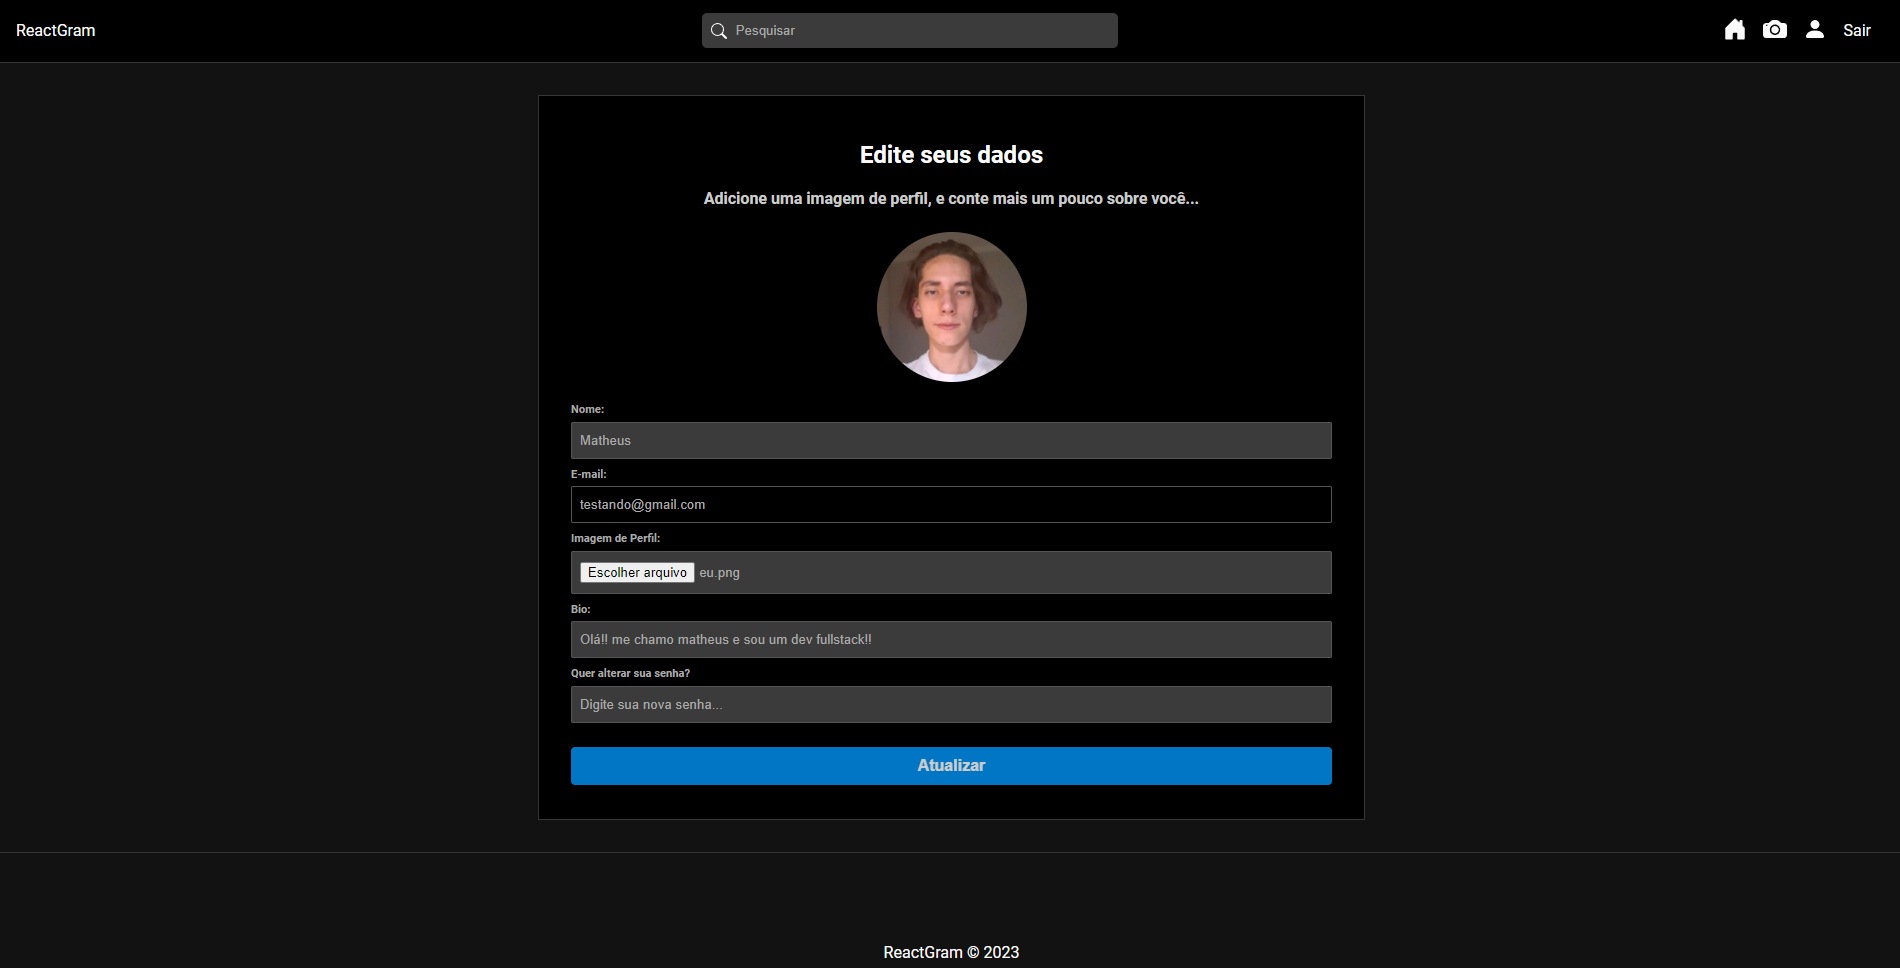 ReactGram
Pesquisar
Sair
Edite seus dados
Adicione uma imagem de perfil, e conte mais um pouco sobre você...
Nome:
Matheus
E-mail:
testando@gmail.com
Imagem de Perfil:
Escolher arquivo eu.png
Bio:
Olá!! me chamo matheus e sou um dev fullstack!!
Quer alterar sua senha?
Digite sua nova senha...
Atualizar
ReactGram © 2023